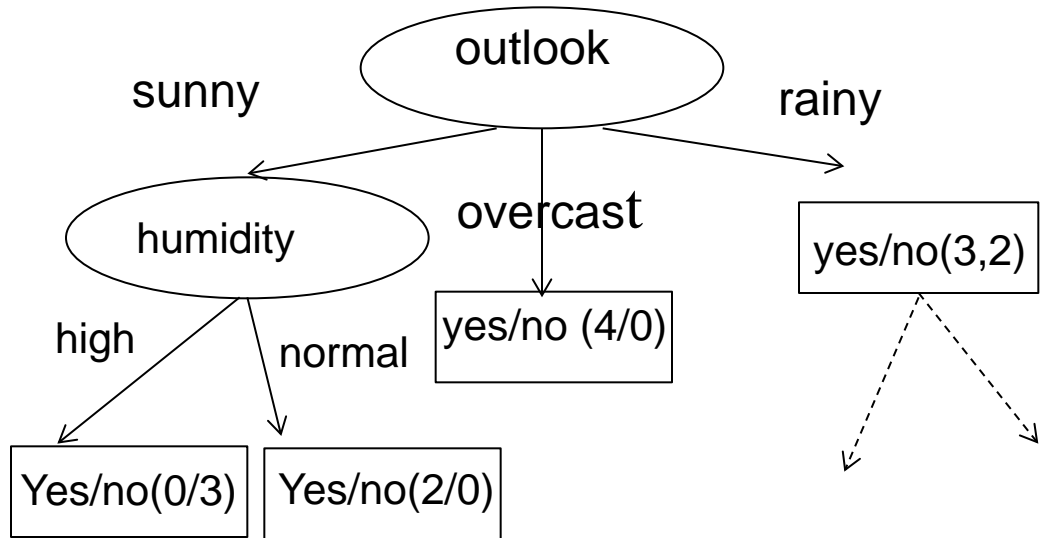 outlook
sunny
rainy
overcast
humidity
yes/no(3,2)
yes/no (4/0)
high
normal
Yes/no(0/3)
Yes/no(2/0)